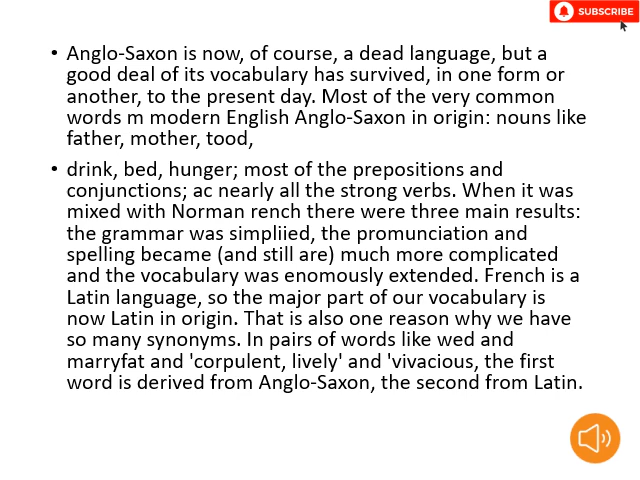 SUBSCRIBE
• Anglo-Saxon is now, of course, a dead language, but a
good deal of its vocabulary has survived, in one form or
another, to the present day. Most of the very common
words m modern English Anglo-Saxon in origin: nouns like
father, mother, tood,
• drink, bed, hunger; most of the prepositions and
conjunctions; ac nearly all the strong verbs. When it was
mixed with Norman rench there were three main results:
the grammar was simpliied, the promunciation and
spelling became (and still are) much more complicated
and the vocabulary was enomously extended. French is a
Latin language, so the major part of our vocabulary is
now Latin in origin. That is also one reason why we have
so many synonyms. In pairs of words like wed and
marryfat and 'corpulent, lively' and 'vivacious, the first
word is derived from Anglo-Saxon, the second from Latin.